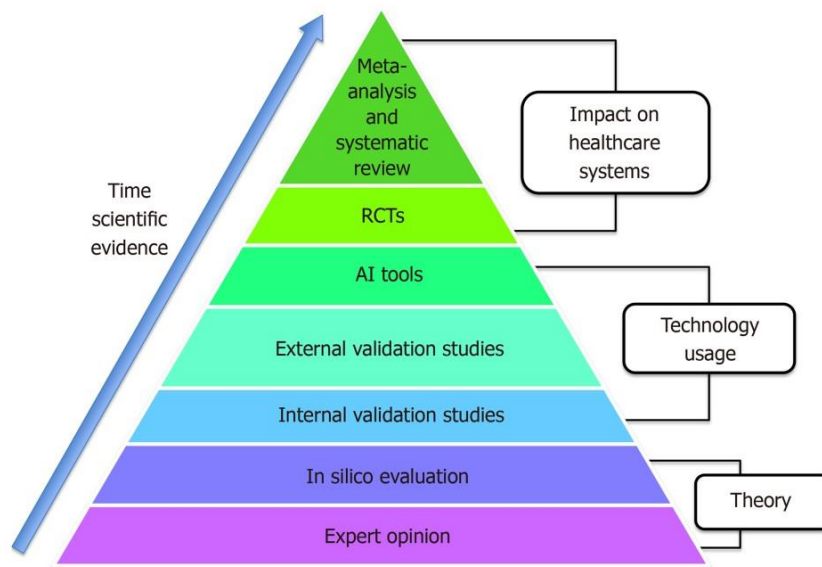 Meta-
analysis
and
systematic
review
RCTs
AI tools
External validation studies
Internal validation studies
In silico evaluation
Expert opinion
Time
scientific
evidence
Impact on
healthcare
systems
Technology
usage
Theory